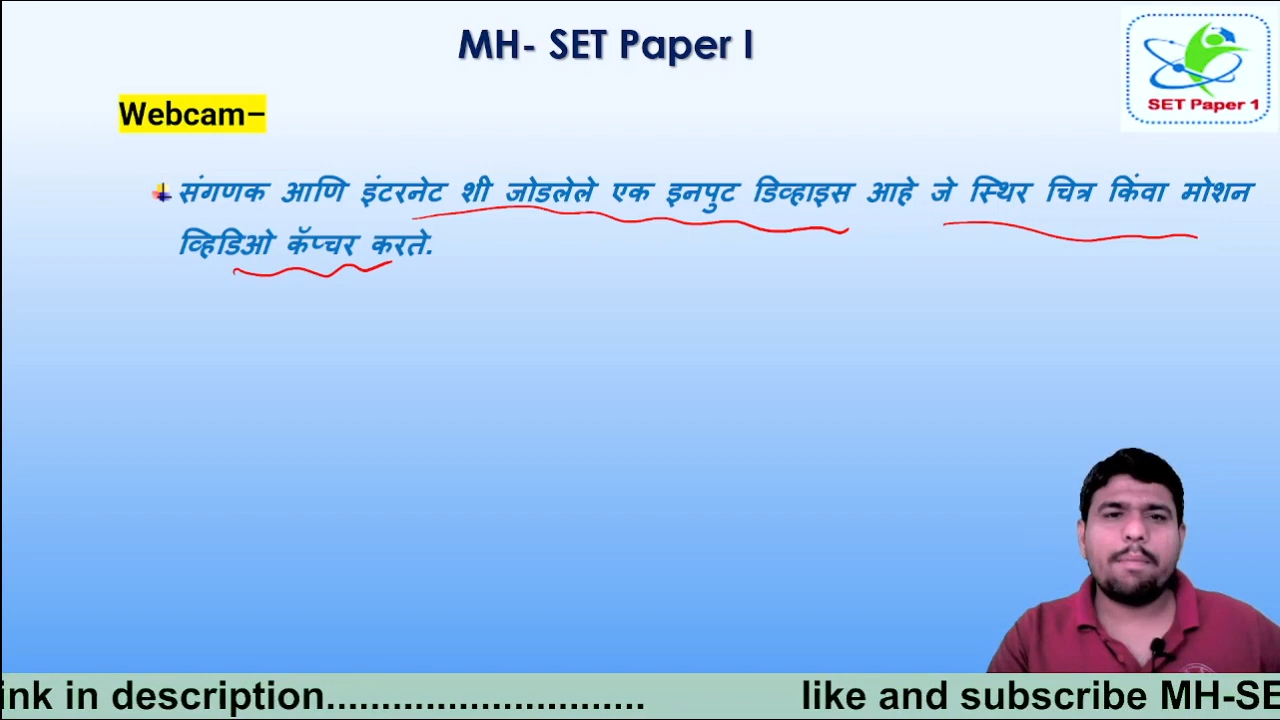 MH- SET Paper I
SET Paper 1
Webcam–
संगणक आणि इंटरनेट शी जोडलेले एक इनपुट डिव्हाइस आहे जे स्थिर चित्र किंवा मोशन
व्हिडिओ कॅप्चर करते.
ink in description............................. like and subscribe MH-SE